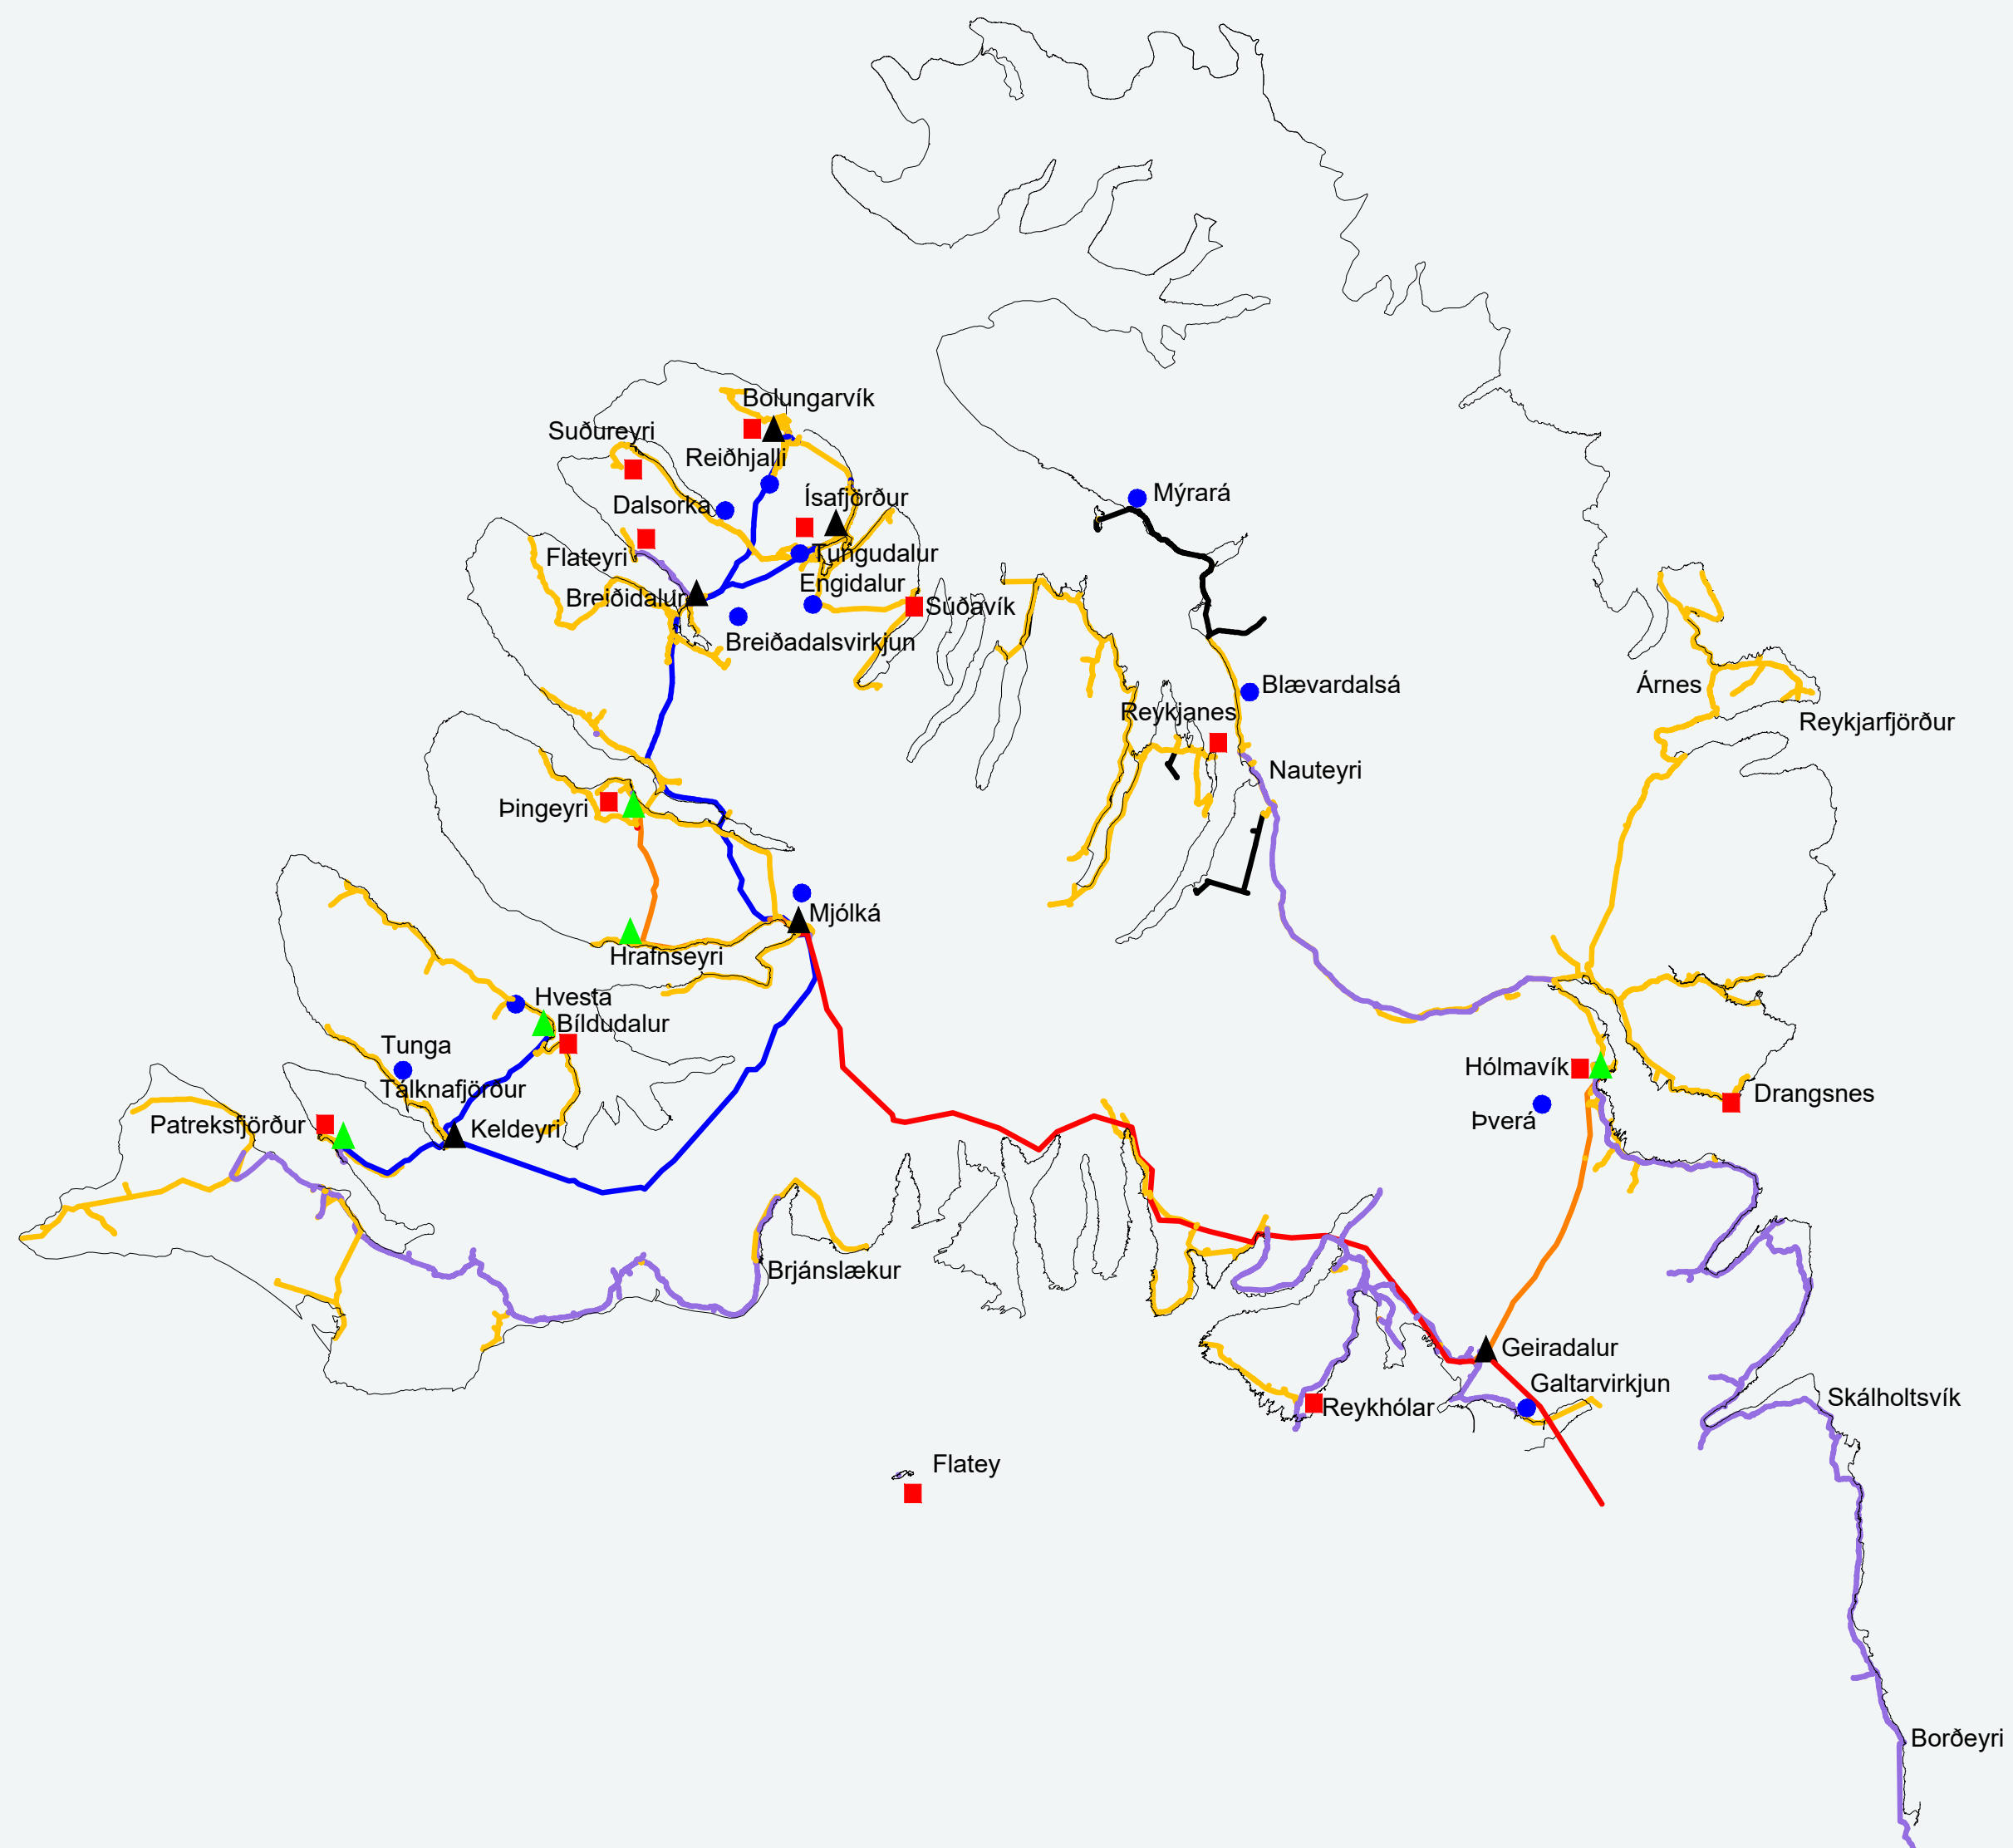 Bolungarvík
Suðureyri
Reiðhjalli
Ísafjörður
Dalsorka
Mýrará
Flateyri
Tungudalur
Engidalur
Breiðidalur
Súðavík
Breiðadalsvirkjun
Blævardalsá
Árnes
Reykjanes
Reykjarfjörður
Nauteyri
Þingeyri
Mjólká
Hrafnseyri
Hvesta
Bíldudalur
Tunga
Hólmavík
Tálknafjörður
Drangsnes
Patreksfjörður
Keldeyri
Þverá
Brjánslækur
Geiradalur
Galtarvirkjun
Skálholtsvík
Reykhólar
Flatey
Borðeyri